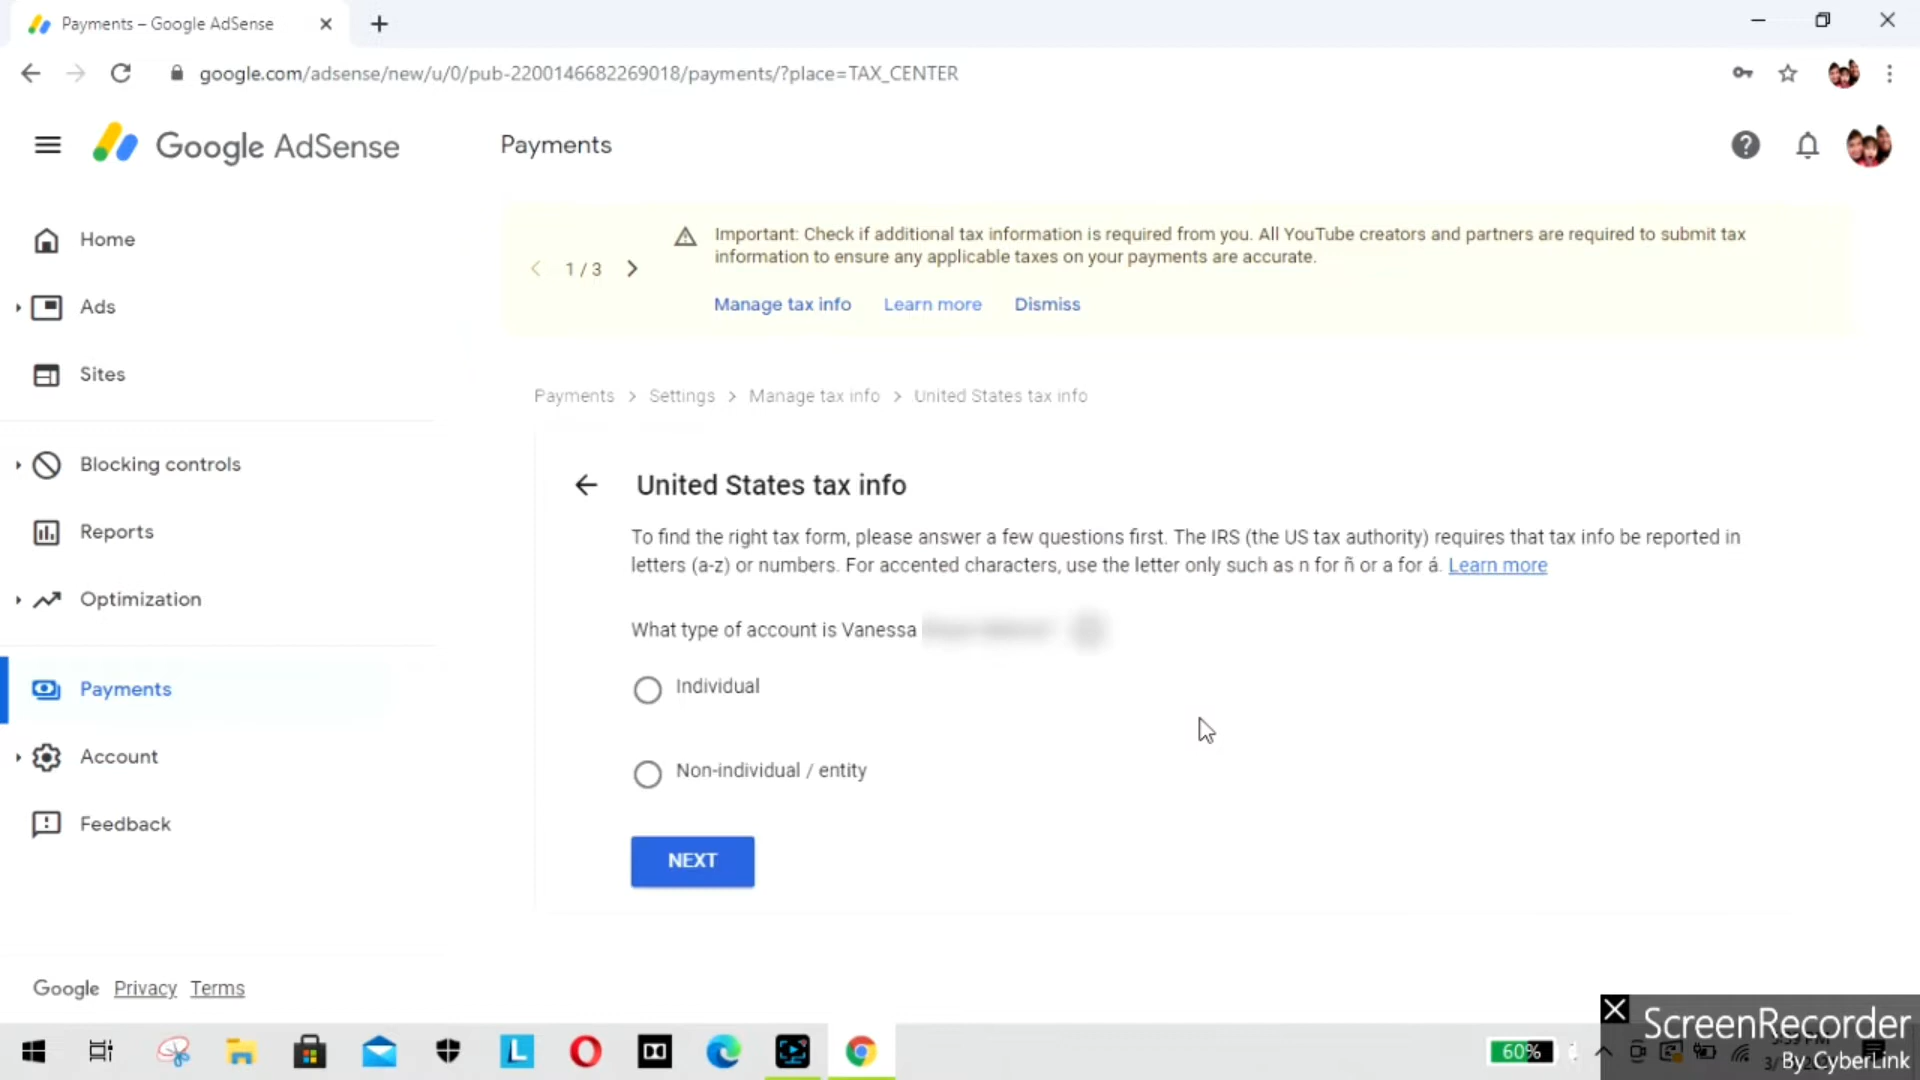 Payments – Google AdSense
google.com/adsense/new/u/0/pub-2200146682269018/payments/?place=TAX_CENTER
Google AdSense
Payments
Home
Ads
Sites
Blocking controls
Reports
Optimization
Payments
Account
Feedback
Google Privacy Terms
1 / 3
Important: Check if additional tax information is required from you. All YouTube creators and partners are required to submit tax
information to ensure any applicable taxes on your payments are accurate.
Manage tax info Learn more Dismiss
Payments > Settings > Manage tax info > United States tax info
United States tax info
To find the right tax form, please answer a few questions first. The IRS (the US tax authority) requires that tax info be reported in
letters (a-z) or numbers. For accented characters, use the letter only such as n for ñ or a for á. Learn more
What type of account is Vanessa
Individual
Non-individual / entity
NEXT
60%
ScreenRecorder
By CyberLink